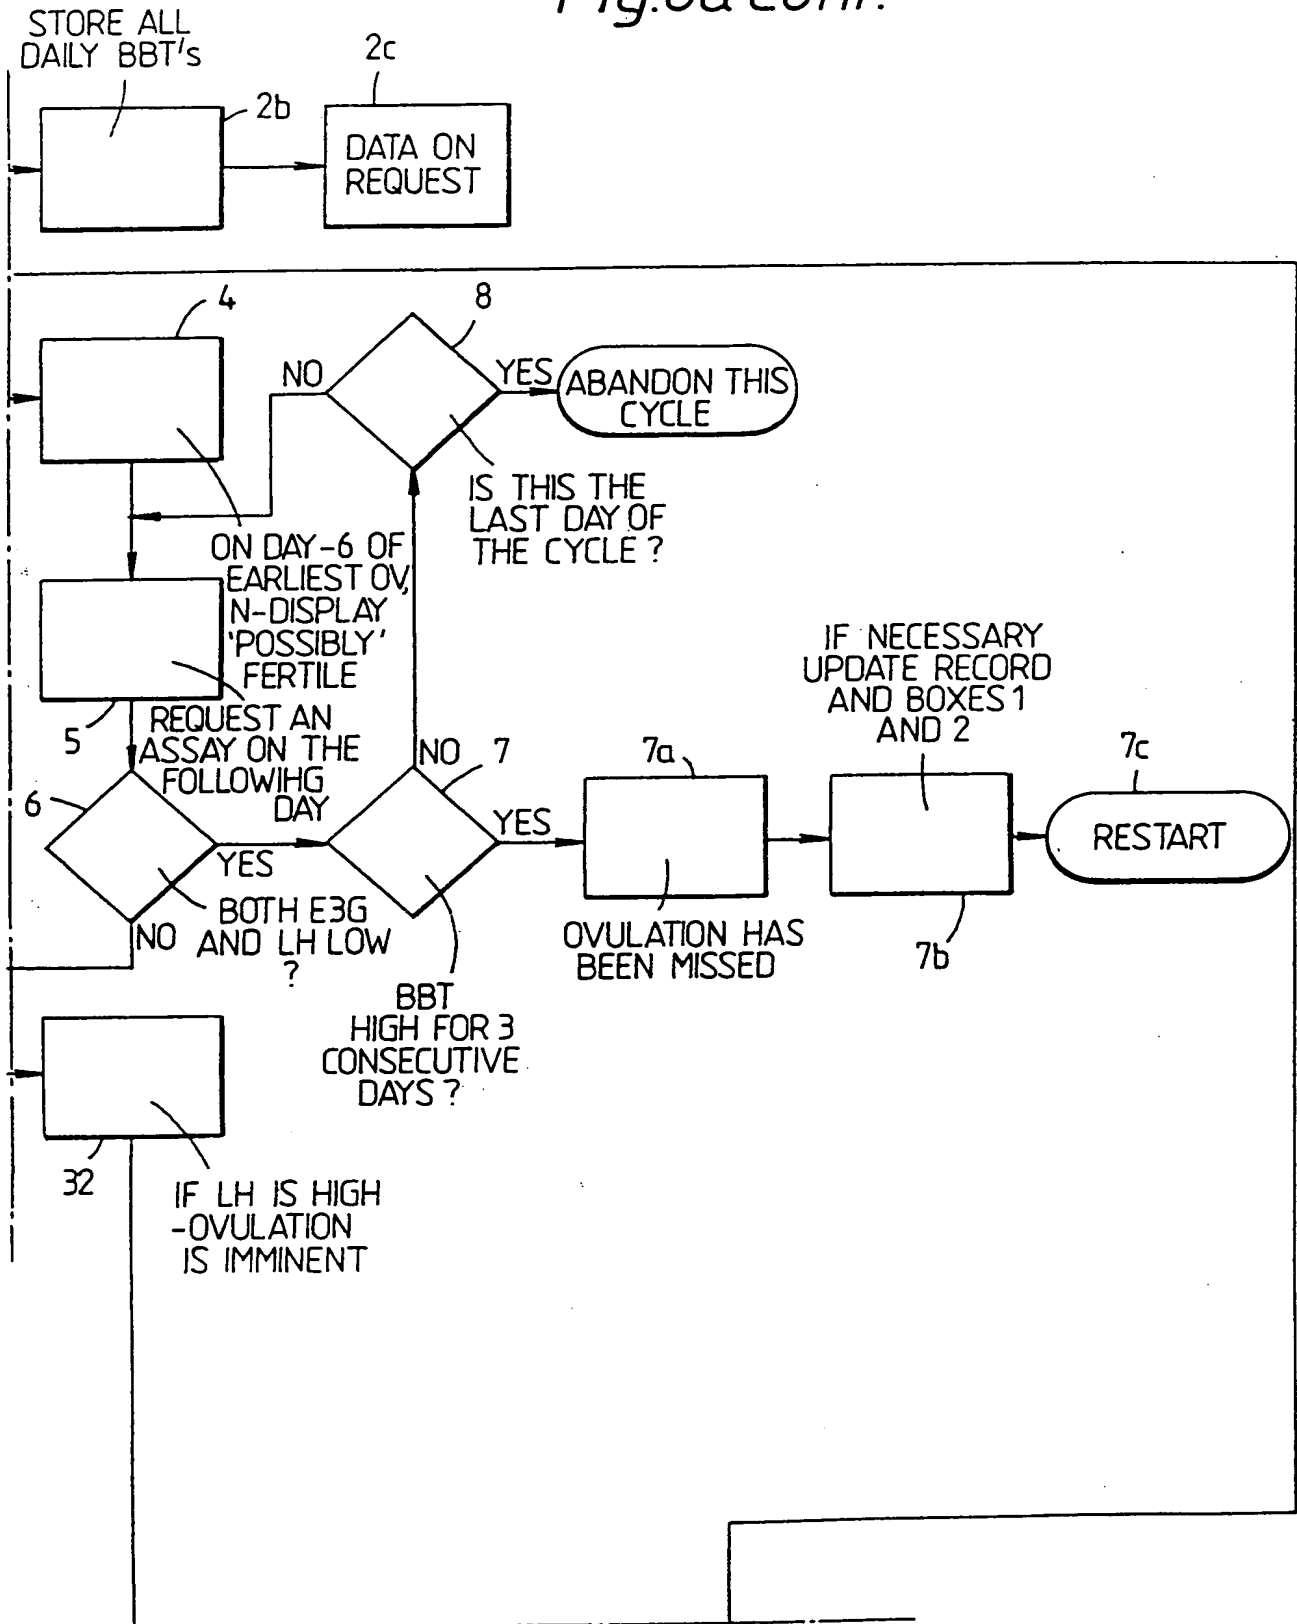 STORE ALL
DAILY BBT's
2b
2c
DATA ON
REQUEST
4
ON DAY-6 OF
EARLIEST OV,
N-DISPLAY
'POSSIBLY'
FERTILE
8
NO
YES
ABANDON THIS
CYCLE
IS THIS THE
LAST DAY OF
THE CYCLE ?
5
REQUEST AN
ASSAY ON THE
FOLLOWIHG
DAY
6
YES
NO
BOTH E3G
AND LH LOW
?
NO
7
YES
BBT
HIGH FOR 3
CONSECUTIVE
DAYS ?
7a
OVULATION HAS
BEEN MISSED
IF NECESSARY
UPDATE RECORD
AND BOXES 1
AND 2
7b
7c
RESTART
32
IF LH IS HIGH
-OVULATION
IS IMMINENT